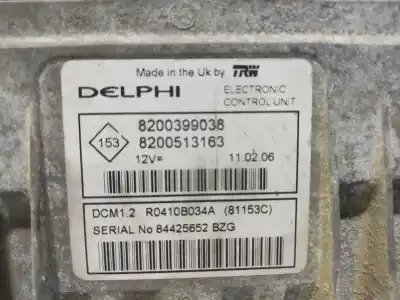 Made in the Uk by TRW
DELPHI ELECTRONIC CONTROL UNIT
153
8200399038
8200513163
12V= 11.02.06
DCM1.2 R0410B034A (81153C)
SERIAL No 84425652 BZG